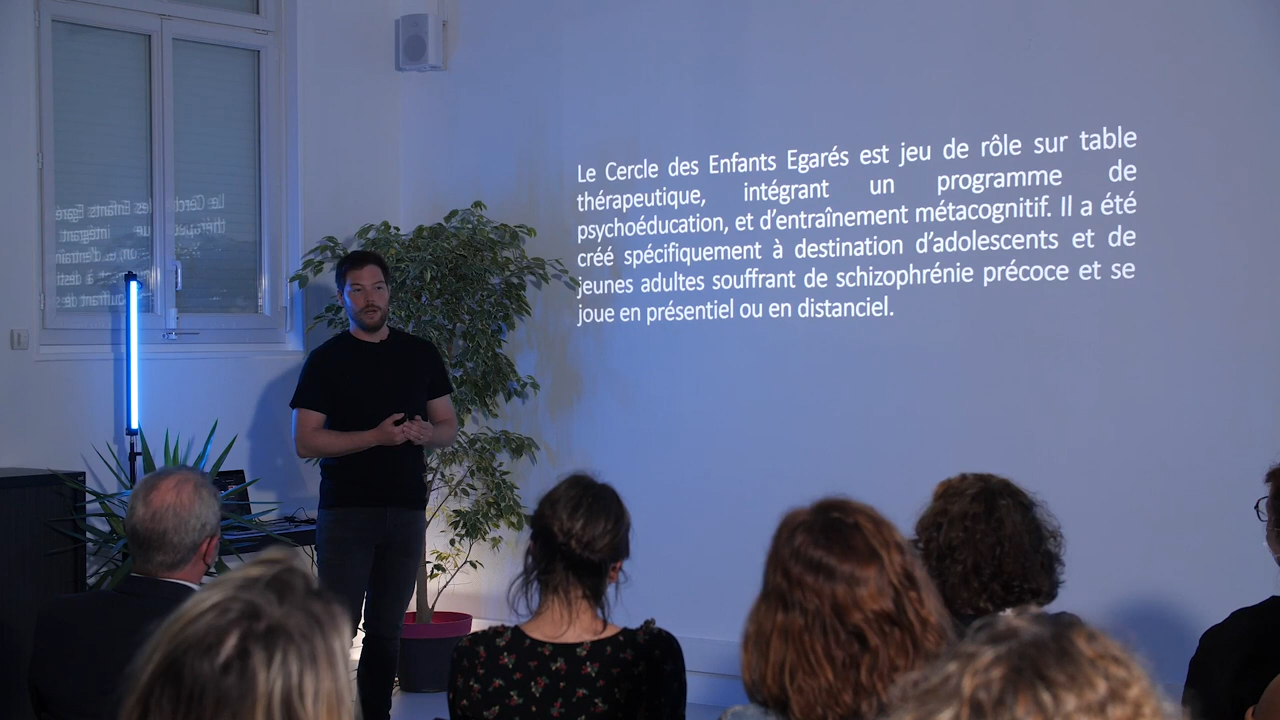 Le Cercle des Enfants Egarés est jeu de rôle sur table
thérapeutique, intégrant un programme de
psychoéducation, et d’entraînement métacognitif. Il a été
créé spécifiquement à destination d’adolescents et de
jeunes adultes souffrant de schizophrénie précoce et se
joue en présentiel ou en distanciel.